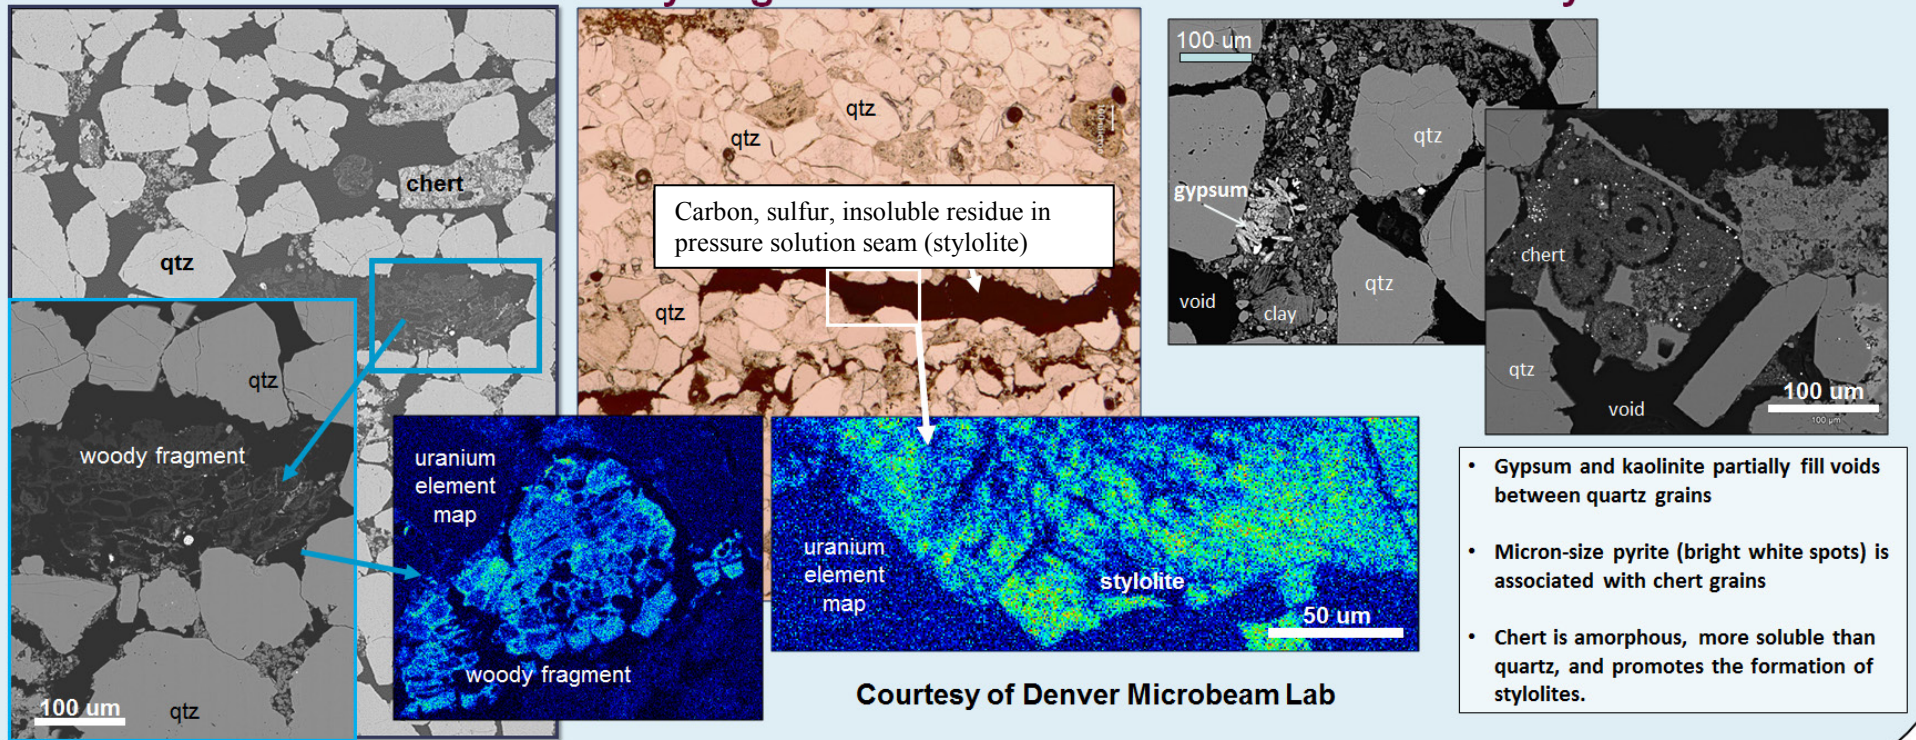 chert
qtz
qtz
woody fragment
100 um
qtz
uranium
element
map
woody fragment
qtz
qtz
Carbon, sulfur, insoluble residue in
pressure solution seam (stylolite)
qtz
uranium
element
map
stylolite
50 um
Courtesy of Denver Microbeam Lab
100 um
qtz
gypsum
qtz
void
clay
chert
qtz
void
100 um
100 µm
• Gypsum and kaolinite partially fill voids
between quartz grains
• Micron-size pyrite (bright white spots) is
associated with chert grains
• Chert is amorphous, more soluble than
quartz, and promotes the formation of
stylolites.